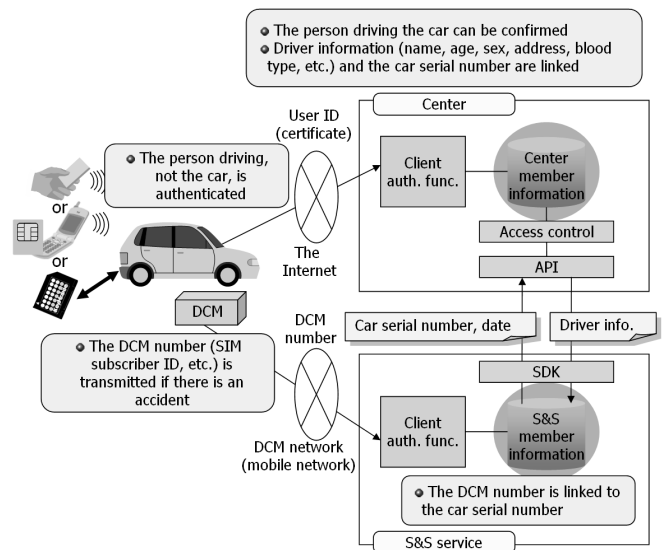 The person driving the car can be confirmed
Driver information (name, age, sex, address, blood
type, etc.) and the car serial number are linked
Center
User ID
(certificate)
Client
auth. func.
Center
member
information
The person driving,
not the car, is
authenticated
or
or
The
Internet
Access control
API
DCM
DCM
number
Car serial number, date
Driver info.
The DCM number (SIM
subscriber ID, etc.) is
transmitted if there is an
accident
SDK
Client
auth. func.
S&S
member
information
DCM network
(mobile network)
The DCM number is linked to
the car serial number
S&S service